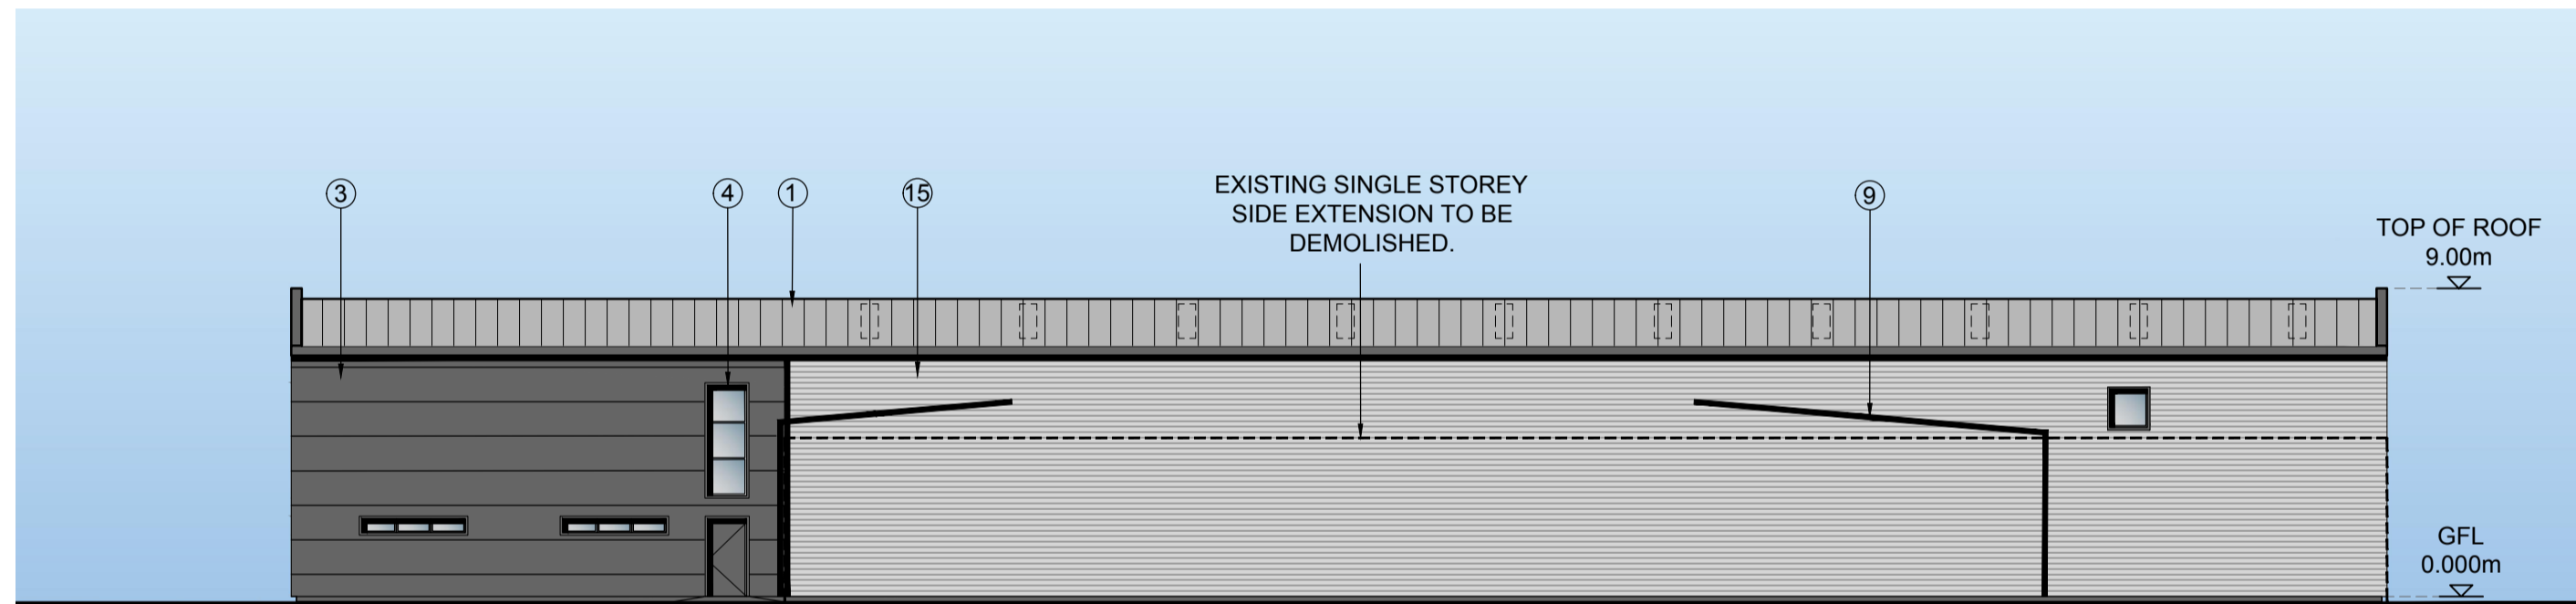 3
4
1
15
EXISTING SINGLE STOREY
SIDE EXTENSION TO BE
DEMOLISHED.
9
TOP OF ROOF
9.00m
GFL
0.000m